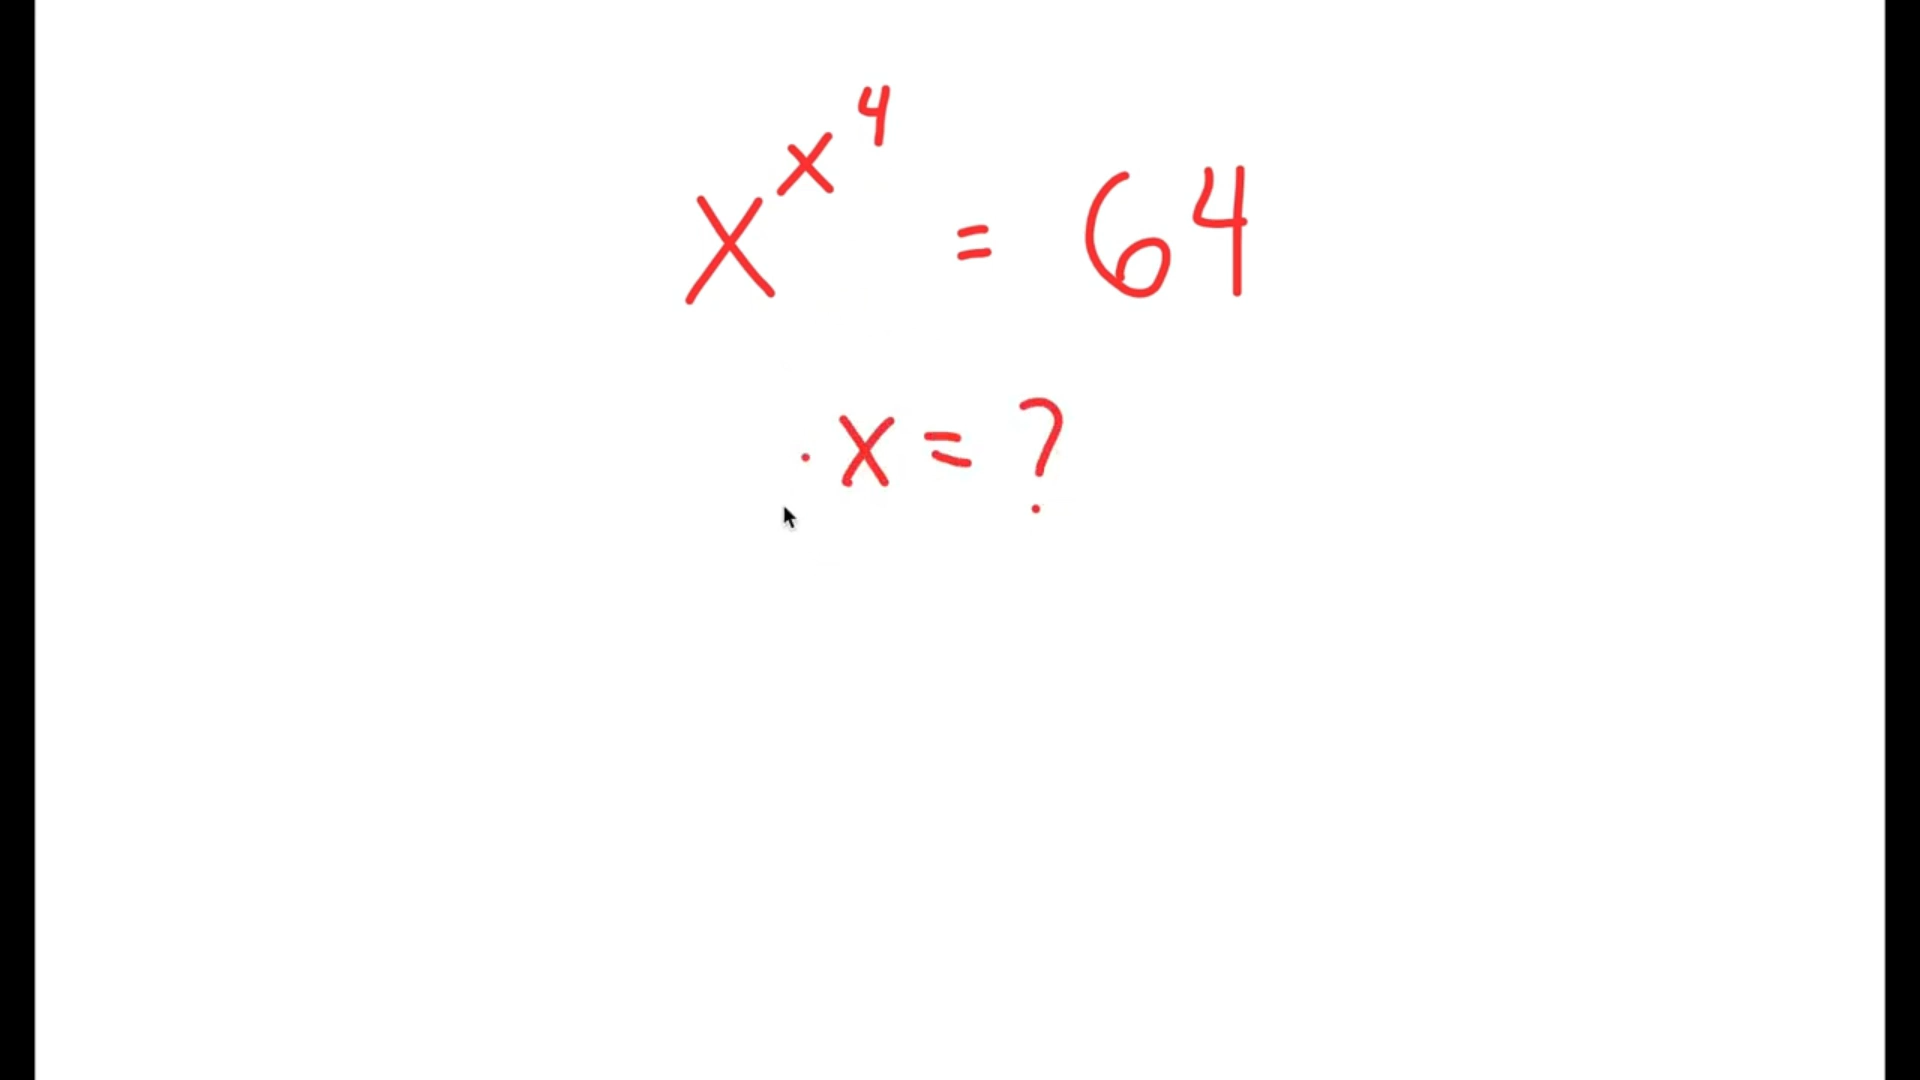 x^{x^4} = 64
. x = ?